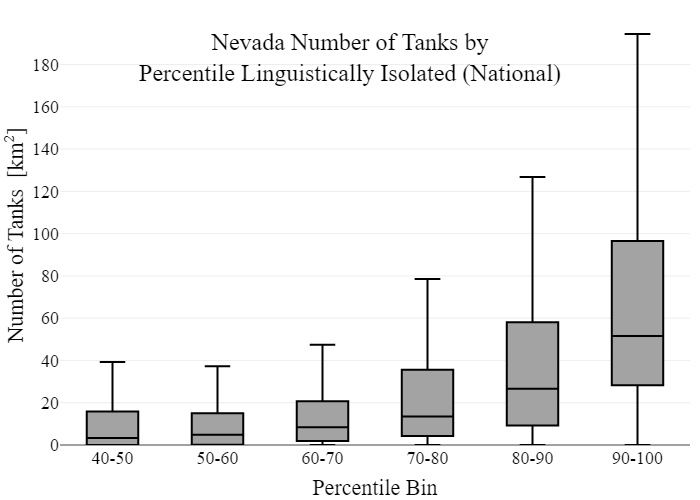 Nevada Number of Tanks by
Percentile Linguistically Isolated (National)
Number of Tanks [km²]
180
160
140
120
100
80
60
40
20
0
40-50 50-60 60-70 70-80 80-90 90-100
Percentile Bin